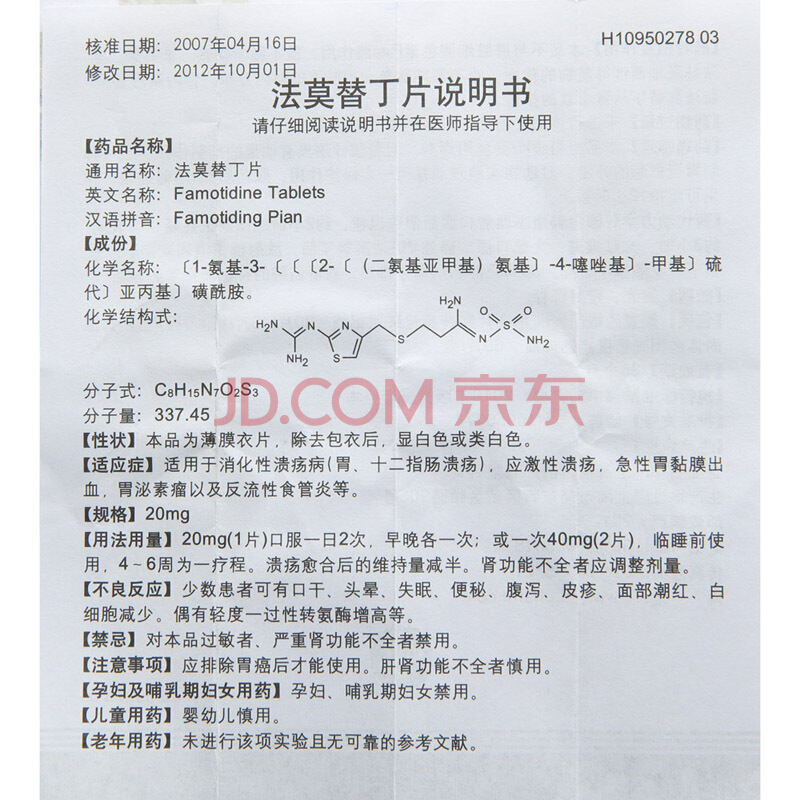 核准日期：2007年04月16日
H10950278 03
修改日期：2012年10月01日
法莫替丁片说明书
请仔细阅读说明书并在医师指导下使用
【药品名称】
通用名称：法莫替丁片
英文名称：Famotidine Tablets
汉语拼音：Famotiding Pian
【成份】
化学名称：〔1-氨基-3-〔〔〔2-〔（二氨基亚甲基）氨基〕-4-噻唑基〕-甲基〕硫
代〕亚丙基〕磺酰胺。
化学结构式：
H₂N N N S NH₂ S NH₂ N O O S NH₂
分子式：C₈H₁₅N₇O₂S₃
分子量：337.45
JD.COM 京东
【性状】本品为薄膜衣片，除去包衣后，显白色或类白色。
【适应症】适用于消化性溃疡病(胃、十二指肠溃疡)，应激性溃疡，急性胃黏膜出
血，胃泌素瘤以及反流性食管炎等。
【规格】20mg
【用法用量】20mg(1片)口服一日2次，早晚各一次；或一次40mg(2片)，临睡前使
用，4～6周为一疗程。溃疡愈合后的维持量减半。肾功能不全者应调整剂量。
【不良反应】少数患者可有口干、头晕、失眠、便秘、腹泻、皮疹、面部潮红、白
细胞减少。偶有轻度一过性转氨酶增高等。
【禁忌】对本品过敏者、严重肾功能不全者禁用。
【注意事项】应排除胃癌后才能使用。肝肾功能不全者慎用。
【孕妇及哺乳期妇女用药】孕妇、哺乳期妇女禁用。
【儿童用药】婴幼儿慎用。
【老年用药】未进行该项实验且无可靠的参考文献。